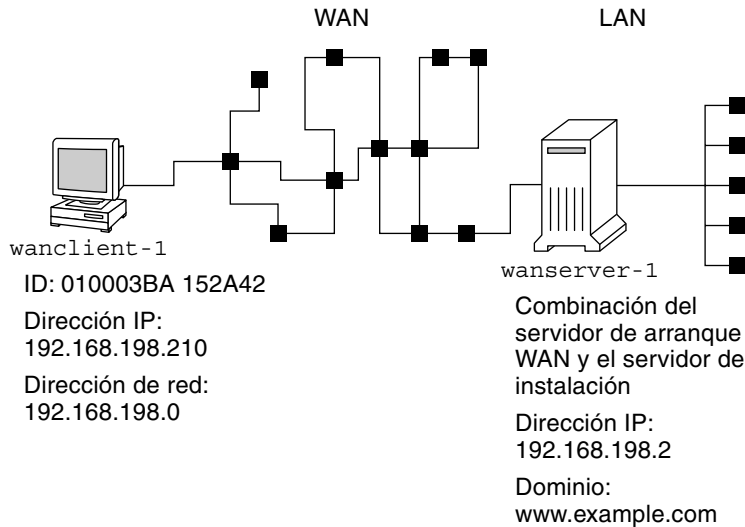 WAN
LAN
wanclient-1
ID: 010003BA 152A42
Dirección IP:
192.168.198.210
Dirección de red:
192.168.198.0
wanserver-1
Combinación del
servidor de arranque
WAN y el servidor de
instalación
Dirección IP:
192.168.198.2
Dominio:
www.example.com